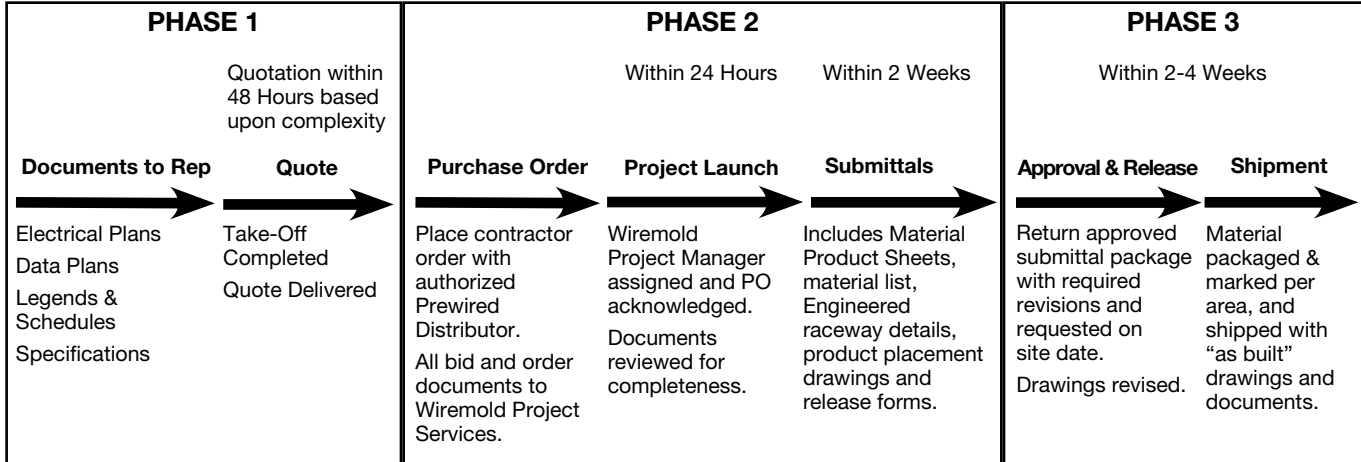 PHASE 1
Quotation within
48 Hours based
upon complexity
Documents to Rep
Electrical Plans
Data Plans
Legends &
Schedules
Specifications
Quote
Take-Off
Completed
Quote Delivered
PHASE 2
Within 24 Hours
Within 2 Weeks
Purchase Order
Place contractor
order with
authorized
Prewired
Distributor.
All bid and order
documents to
Wiremold Project
Services.
Project Launch
Wiremold
Project Manager
assigned and PO
acknowledged.
Documents
reviewed for
completeness.
Submittals
Includes Material
Product Sheets,
material list,
Engineered
raceway details,
product placement
drawings and
release forms.
PHASE 3
Within 2-4 Weeks
Approval & Release
Return approved
submittal package
with required
revisions and
requested on
site date.
Drawings revised.
Shipment
Material
packaged &
marked per
area, and
shipped with
“as built”
drawings and
documents.